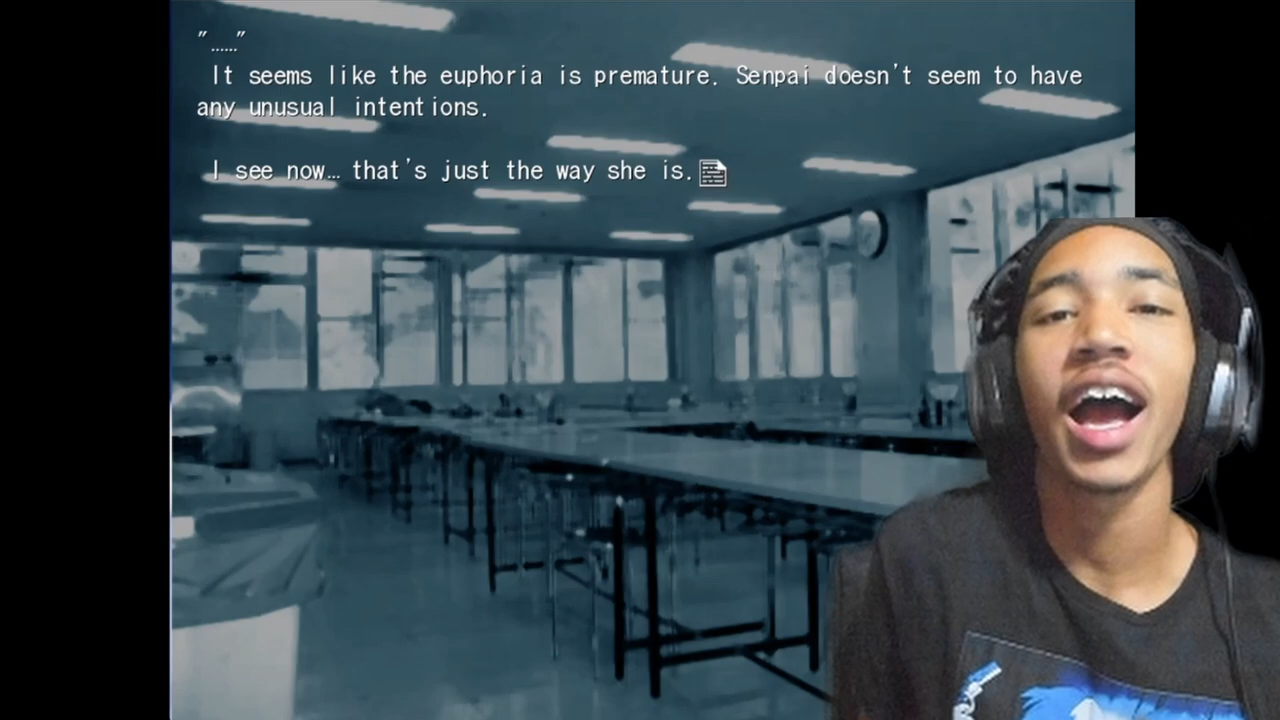 "……"
It seems like the euphoria is premature. Senpai doesn't seem to have
any unusual intentions.
I see now… that's just the way she is.